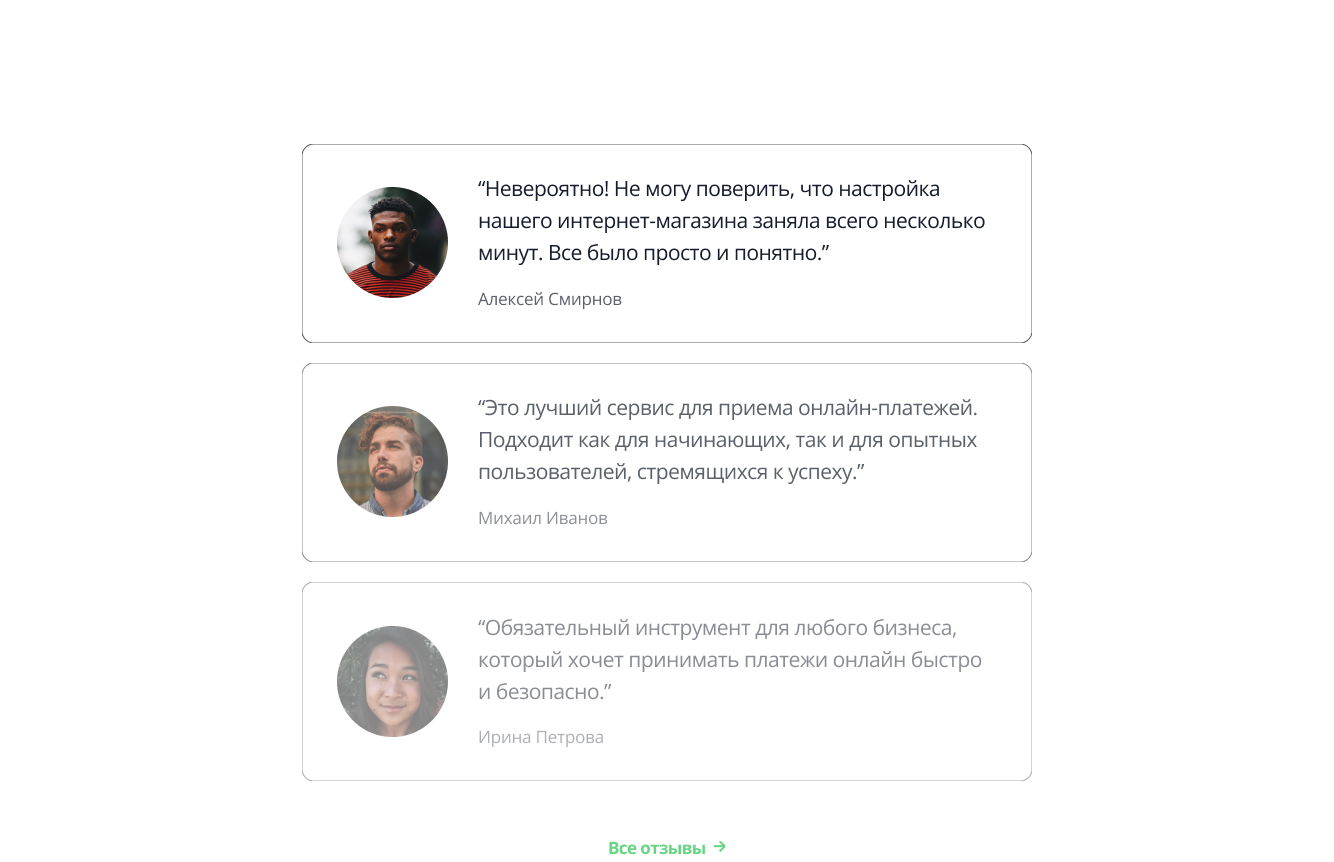 “Невероятно! Не могу поверить, что настройка
нашего интернет-магазина заняла всего несколько
минут. Все было просто и понятно.”
Алексей Смирнов
“Это лучший сервис для приема онлайн-платежей.
Подходит как для начинающих, так и для опытных
пользователей, стремящихся к успеху.”
Михаил Иванов
“Обязательный инструмент для любого бизнеса,
который хочет принимать платежи онлайн быстро
и безопасно.”
Ирина Петрова
Все отзывы →